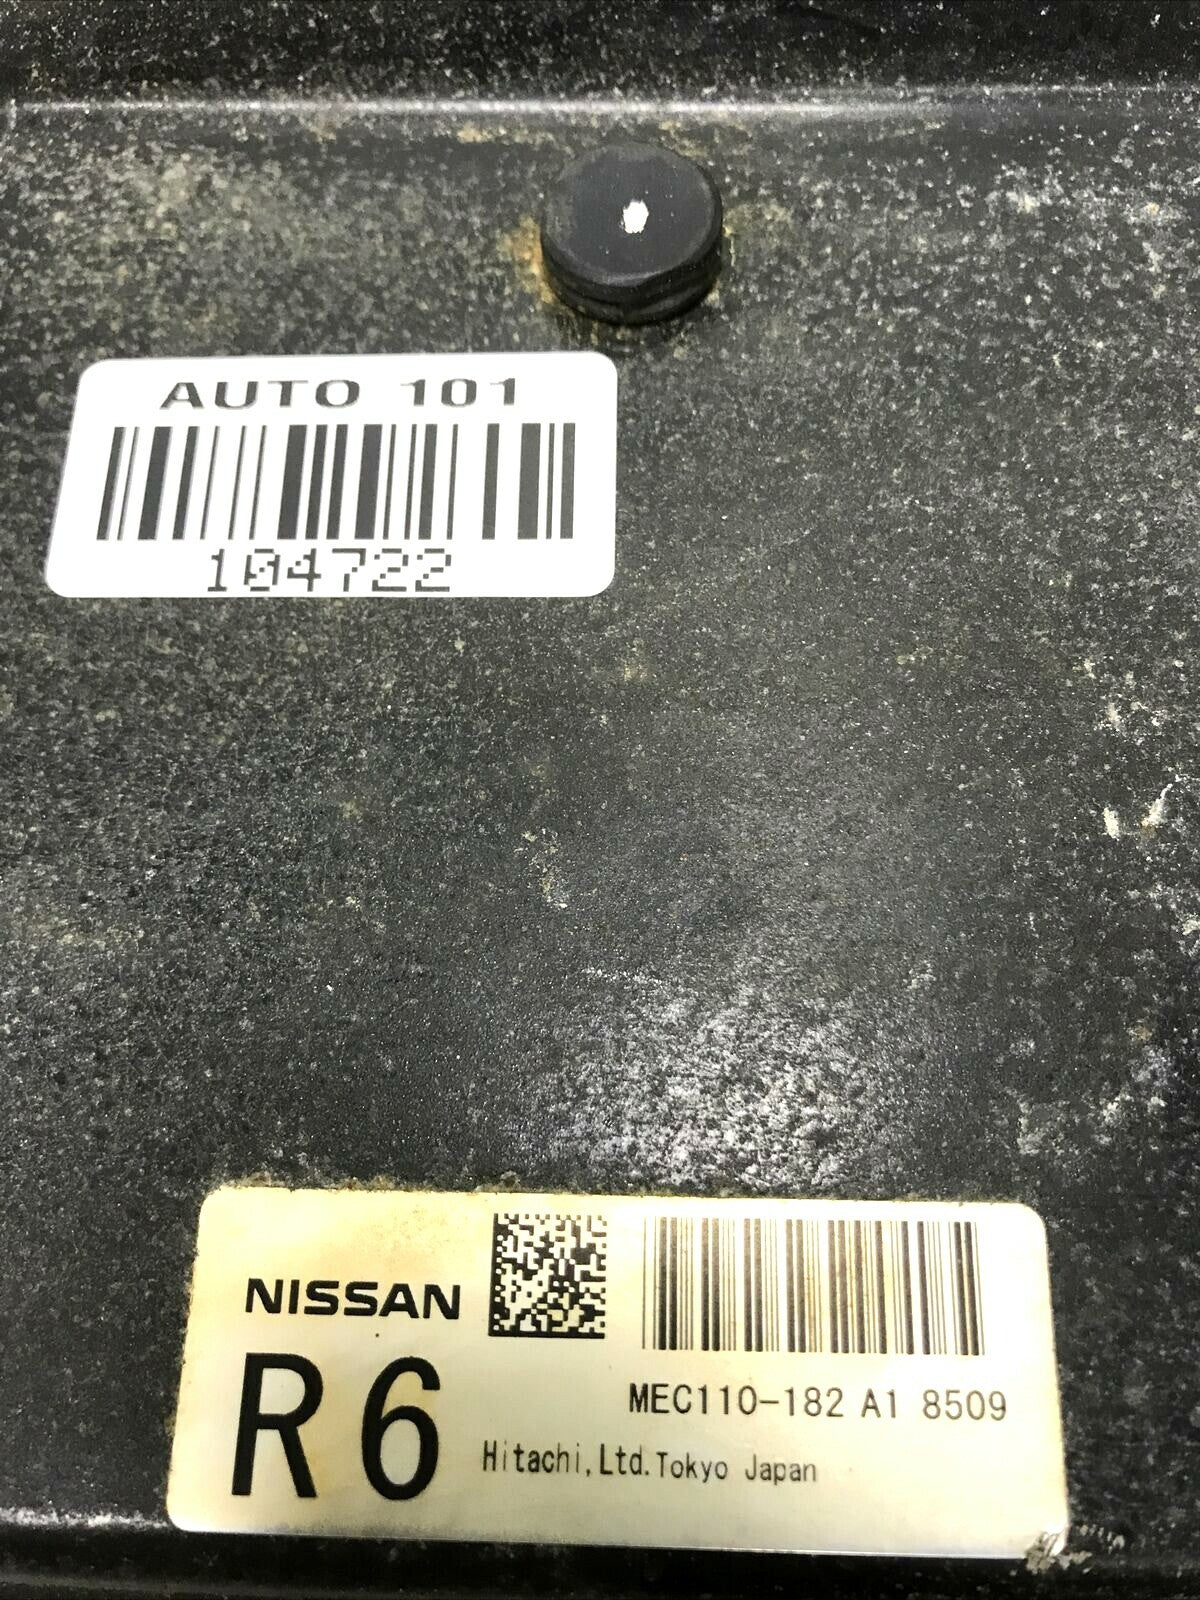 AUTO 101
104722
NISSAN
R6
MEC110-182 A1 8509
Hitachi,Ltd.Tokyo Japan